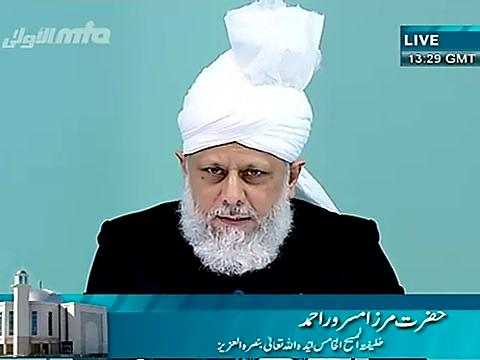 mta الأولى
LIVE
13:29 GMT
حضرت مرزا مسرور احمد
خلیفۃ المسیح الخامس ایدہ اللہ تعالیٰ بنصرہ العزیز